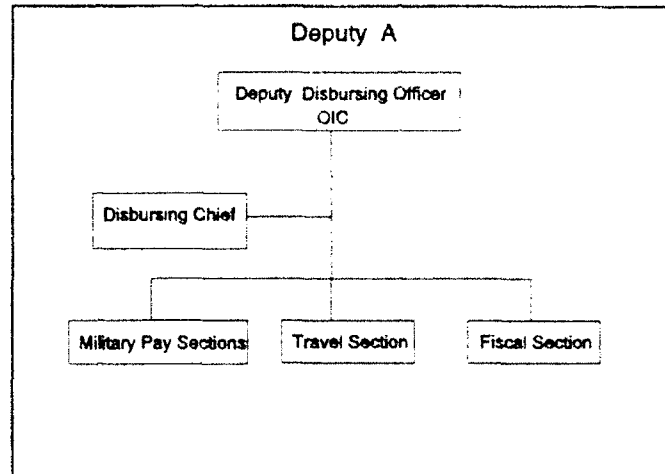 Deputy A
Deputy Disbursing Officer
OIC
Disbursing Chief
Military Pay Sections
Travel Section
Fiscal Section